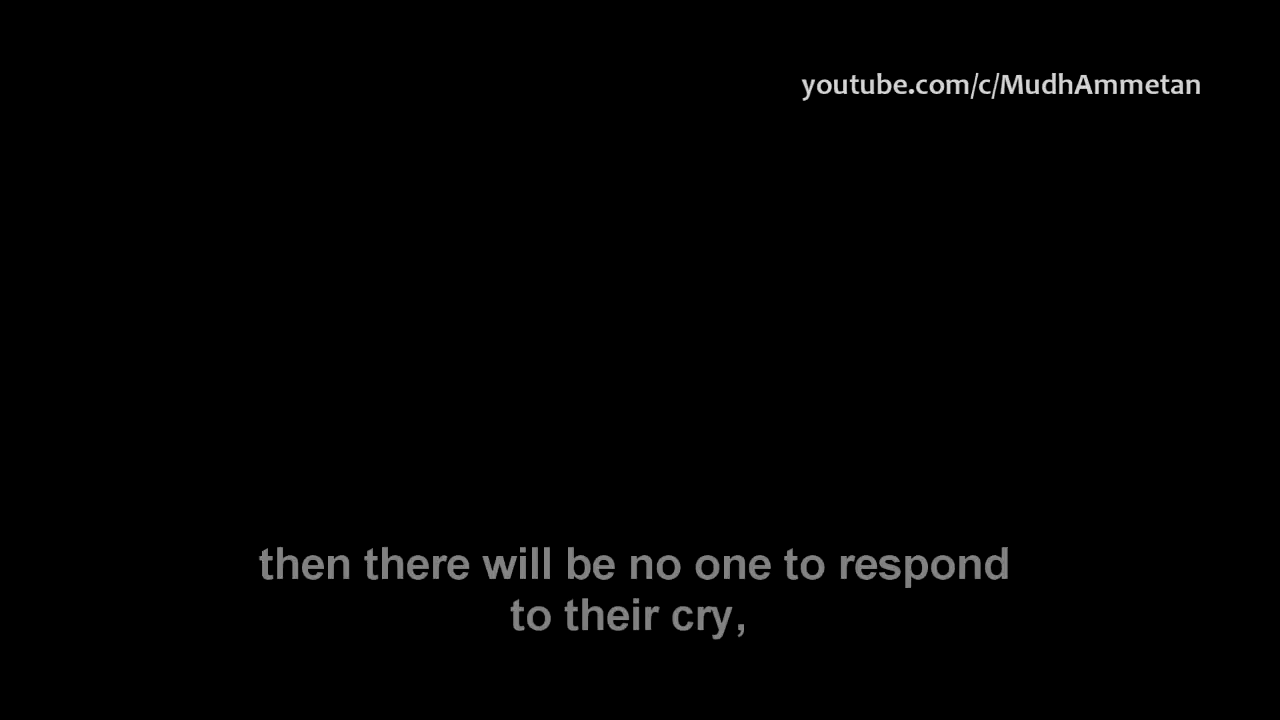 youtube.com/c/MudhAmmetan
then there will be no one to respond
to their cry,